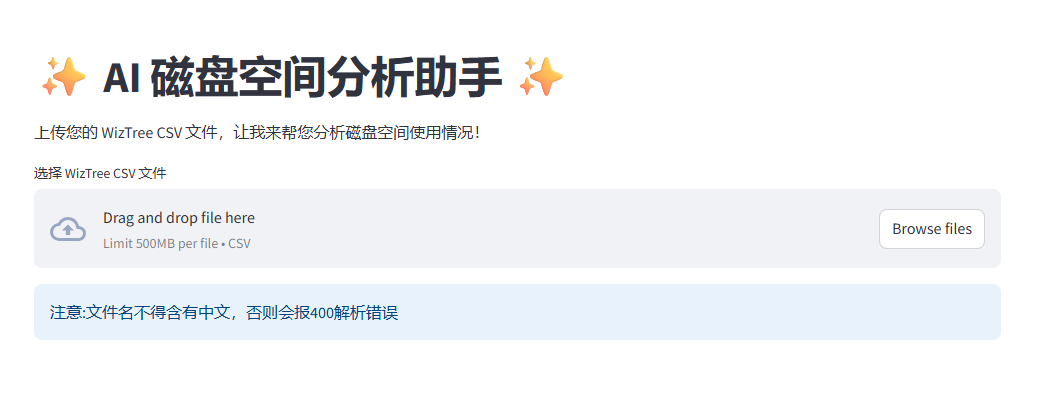 ✨ AI 磁盘空间分析助手 ✨
上传您的 WizTree CSV 文件，让我来帮您分析磁盘空间使用情况！
选择 WizTree CSV 文件
Drag and drop file here
Limit 500MB per file • CSV
Browse files
注意:文件名不得含有中文，否则会报400解析错误